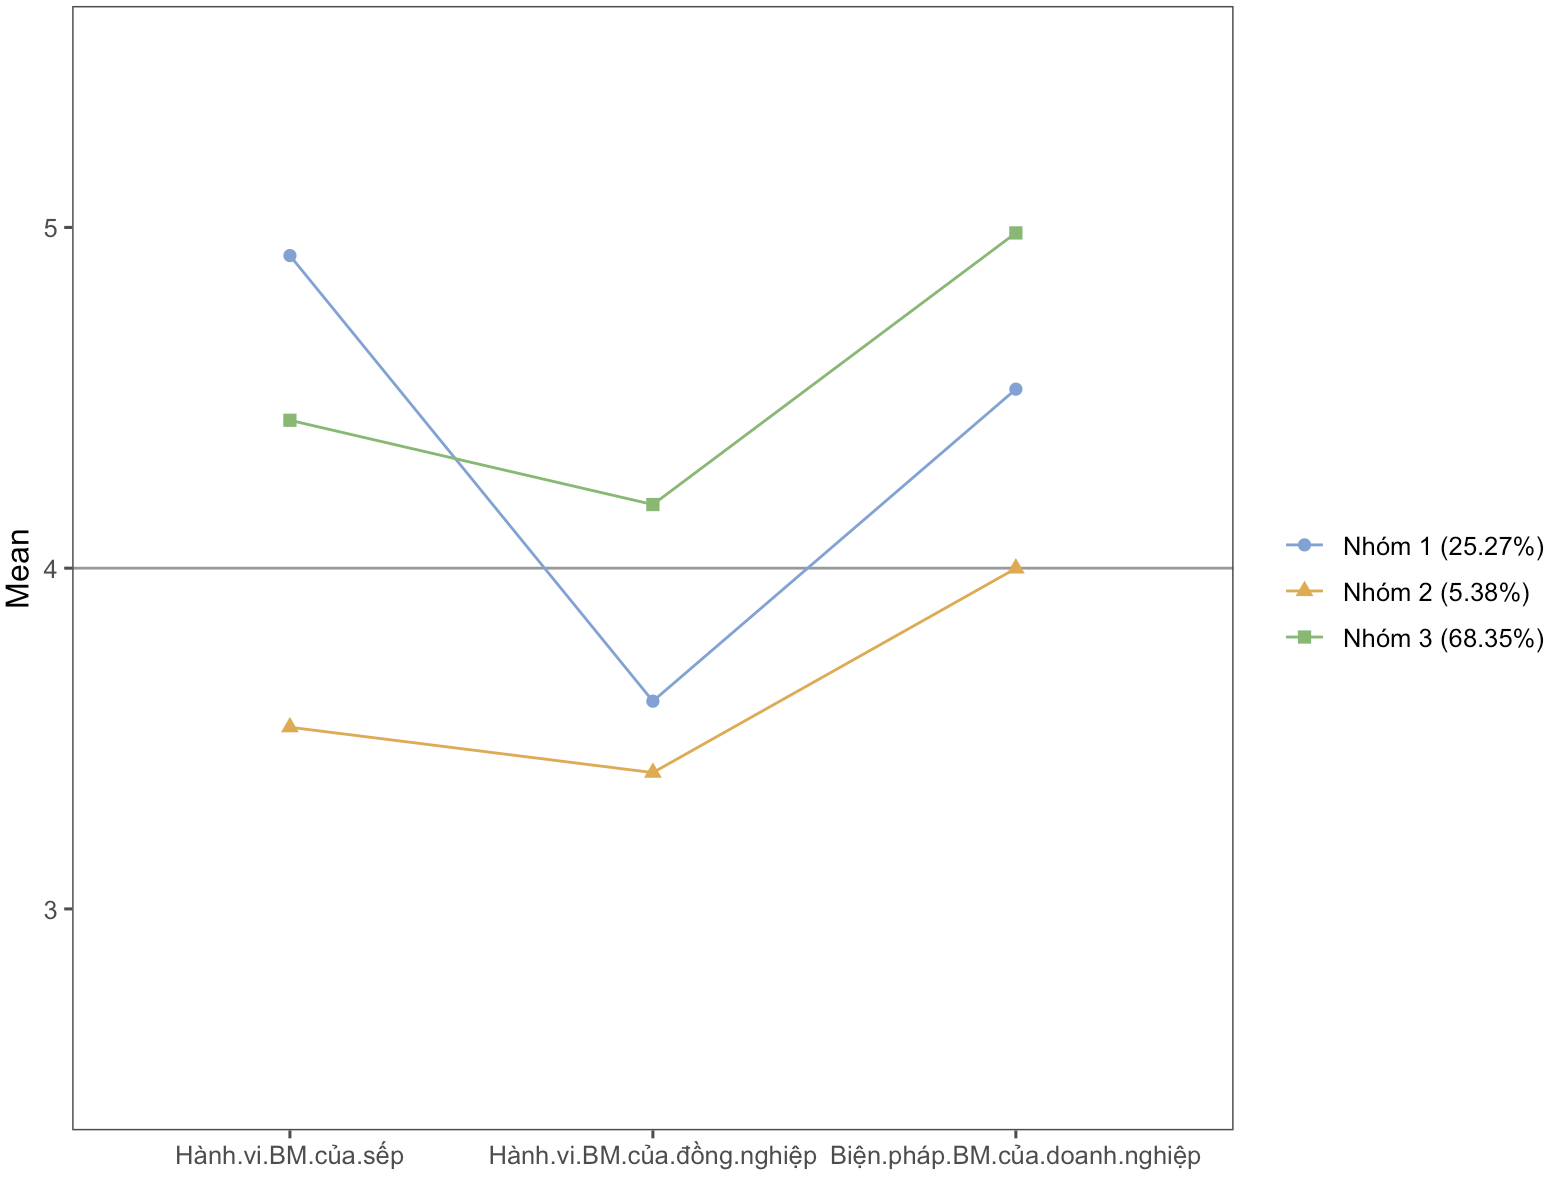 Mean
5
4
3
Hành.vi.BM.của.sếp
Hành.vi.BM.của.đồng.nghiệp
Biện.pháp.BM.của.doanh.nghiệp
Nhóm 1 (25.27%)
Nhóm 2 (5.38%)
Nhóm 3 (68.35%)